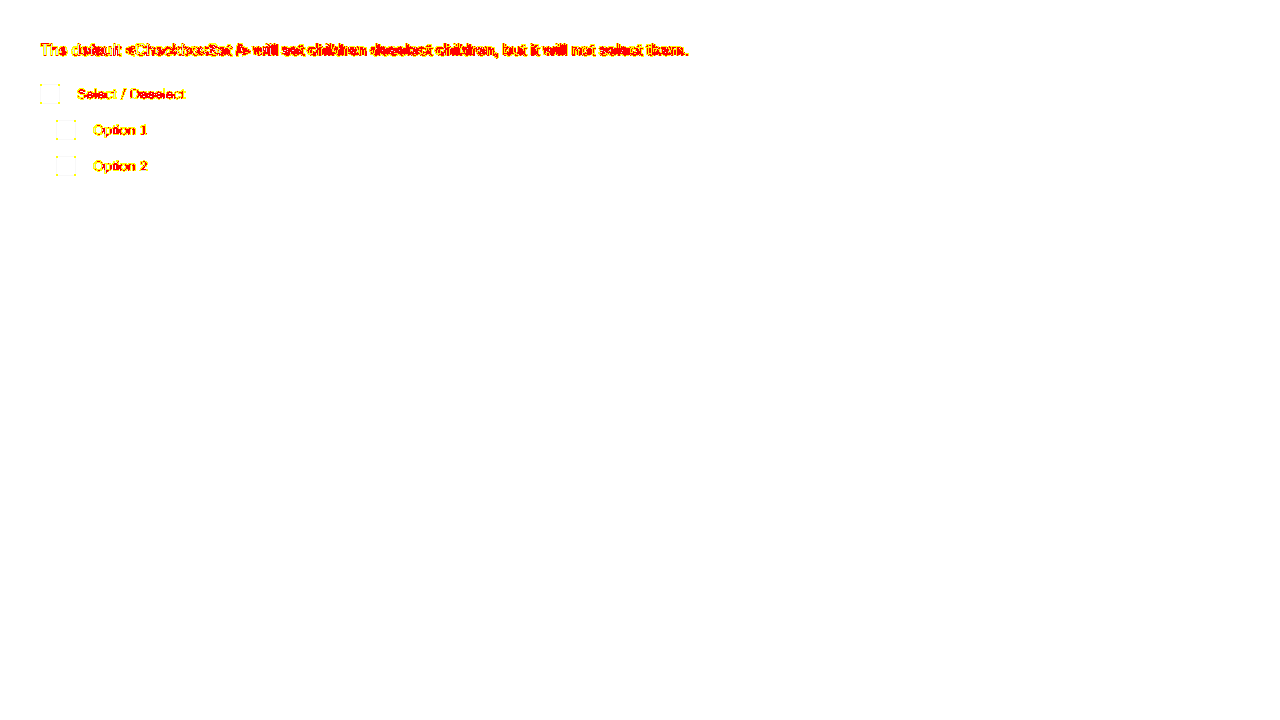 The default <CheckboxSet /> will set children deselect children, but it will not select them.
Select / Deselect
Option 1
Option 2